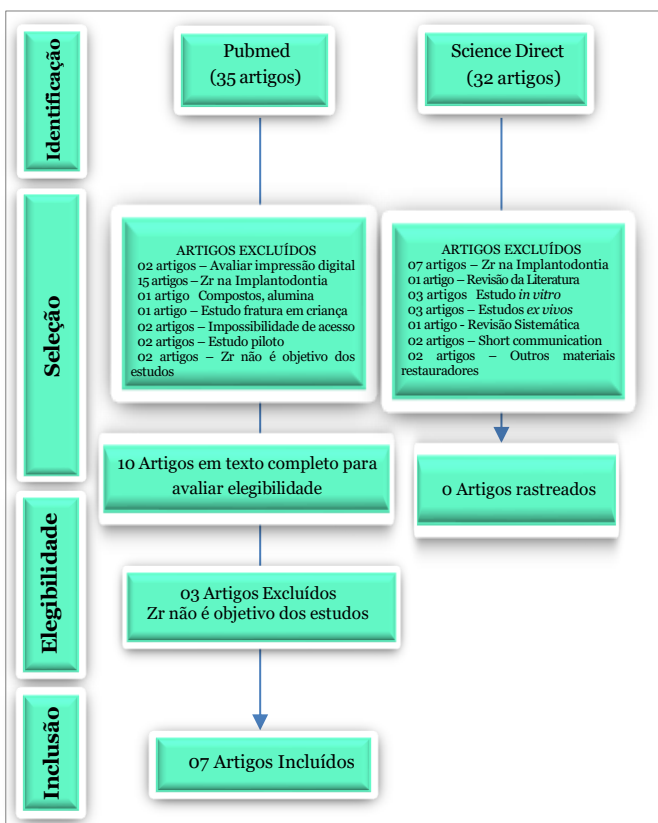 Identificação
Pubmed
(35 artigos)
Science Direct
(32 artigos)
Seleção
ARTIGOS EXCLUÍDOS
02 artigos – Avaliar impressão digital
15 artigos – Zr na Implantodontia
01 artigo Compostos, alumina
01 artigo – Estudo fratura em criança
02 artigos – Impossibilidade de acesso
02 artigos – Estudo piloto
02 artigos – Zr não é objetivo dos
estudos
ARTIGOS EXCLUÍDOS
07 artigos – Zr na Implantodontia
01 artigo – Revisão da Literatura
03 artigos Estudo in vitro
03 artigos – Estudos ex vivos
01 artigo - Revisão Sistemática
02 artigos – Short communication
02 artigos – Outros materiais
restauradores
10 Artigos em texto completo para
avaliar elegibilidade
0 Artigos rastreados
Elegibilidade
03 Artigos Excluídos
Zr não é objetivo dos estudos
Inclusão
07 Artigos Incluídos